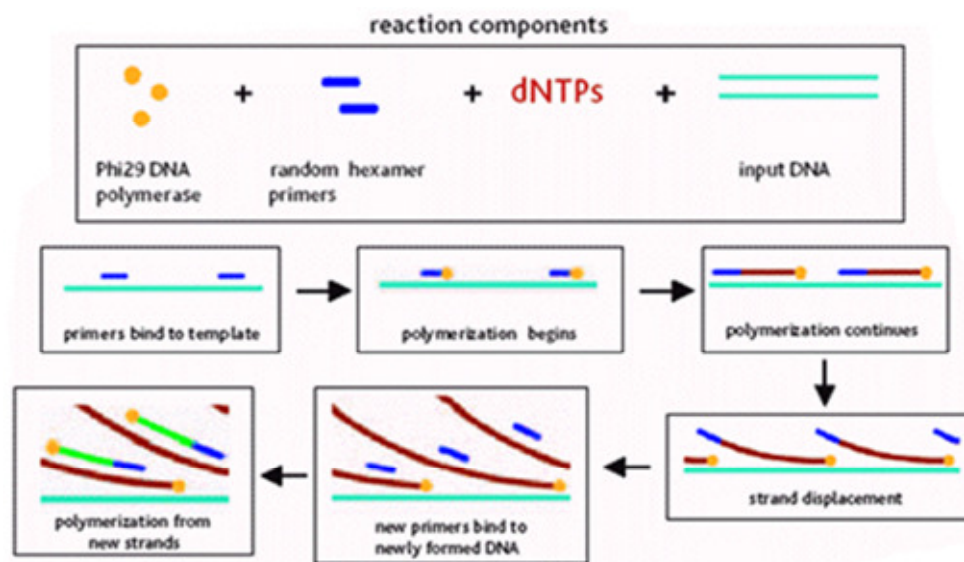 reaction components
+ + dNTPs +
Phi29 DNA
polymerase
random hexamer
primers
input DNA
primers bind to template
polymerization begins
polymerization continues
polymerization from
new strands
new primers bind to
newly formed DNA
strand displacement